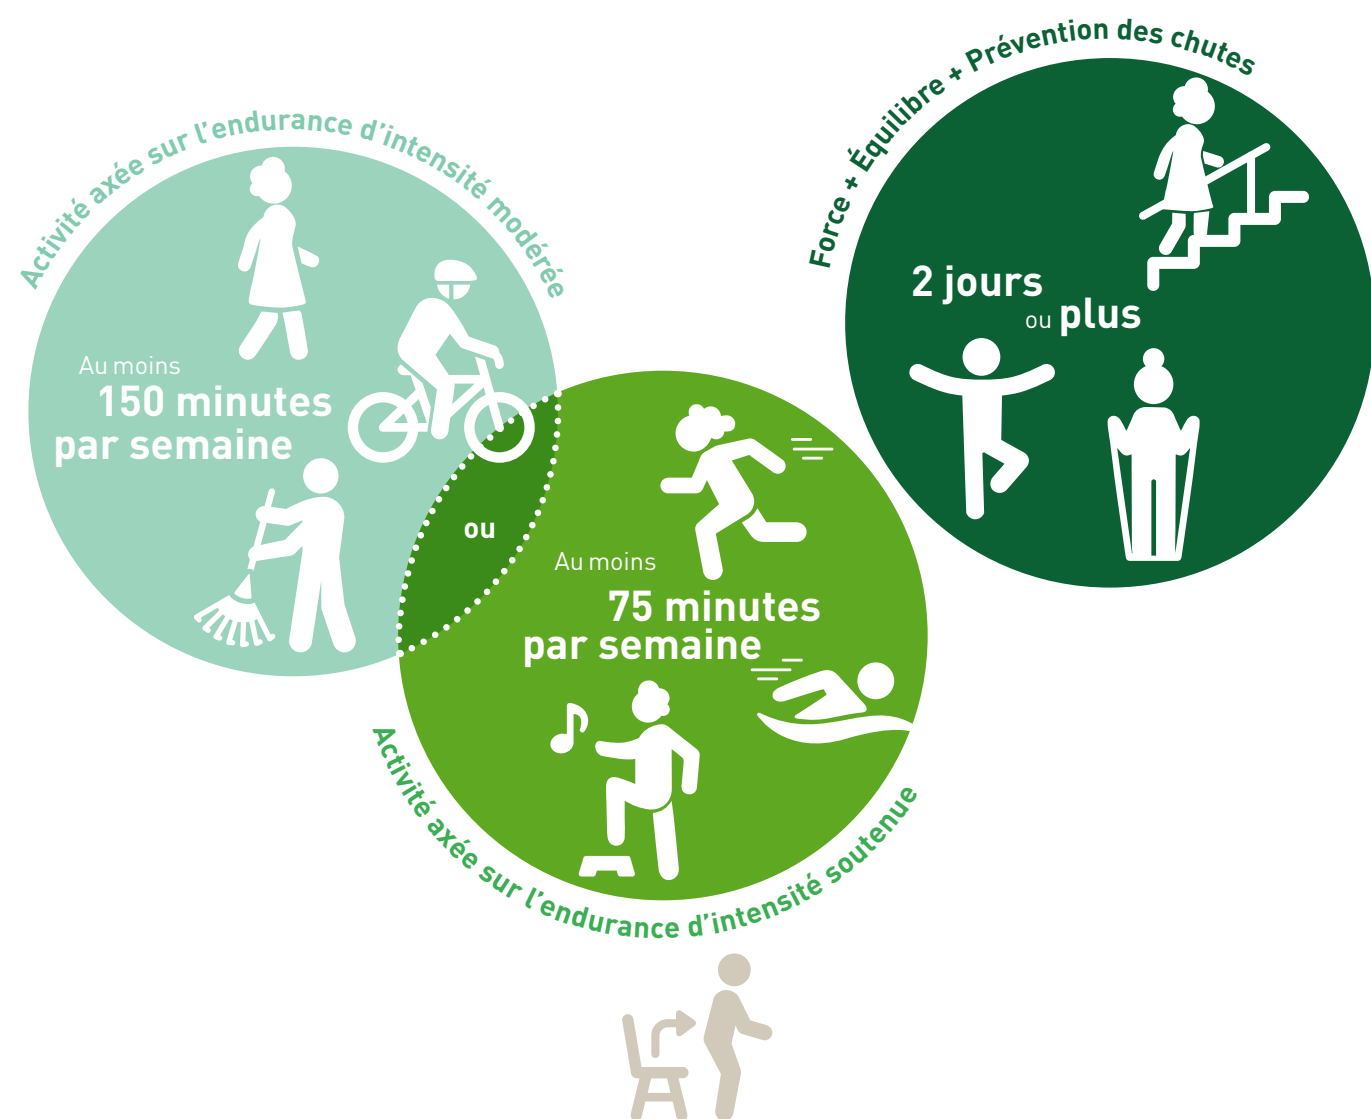 Activité axée sur l’endurance d’intensité modérée
Au moins
150 minutes
par semaine
ou
Activité axée sur l’endurance d’intensité soutenue
Au moins
75 minutes
par semaine
Force + Équilibre + Prévention des chutes
2 jours
ou plus